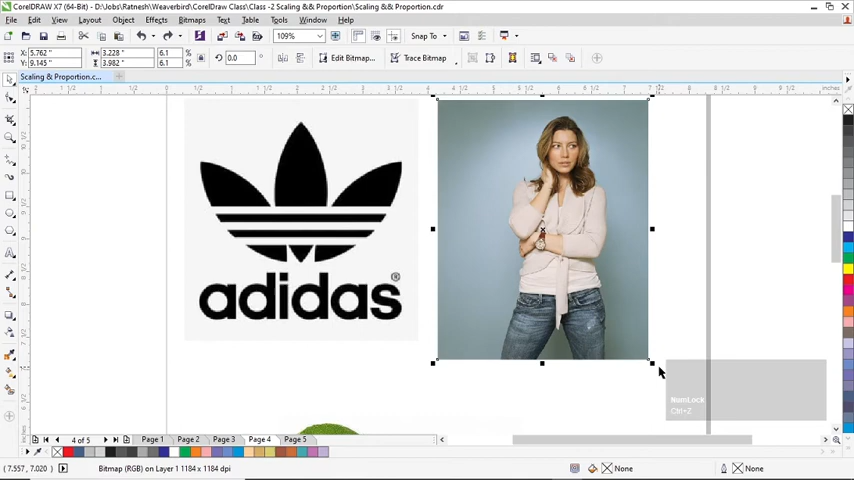 CorelDRAW X7 (64-Bit) - D:\Jobs\Ratnesh\Weaverbird\CorelDraw Class\Class -2 Scaling && Proportion\Scaling && Proportion.cdr
File Edit View Layout Object Effects Bitmaps Text Table Tools Window Help
109% Snap To
X: 5.762 " 3.228 " 6.1 %
Y: 9.145 " 3.982 " 6.1 %
0.0 ° Edit Bitmap... Trace Bitmap
Scaling & Proportion.c...
inches
adidas®
NumLock
Ctrl+Z
4 of 5 Page 1 Page 2 Page 3 Page 4 Page 5
(7.557, 7.020) Bitmap (RGB) on Layer 1 1184 x 1184 dpi None None